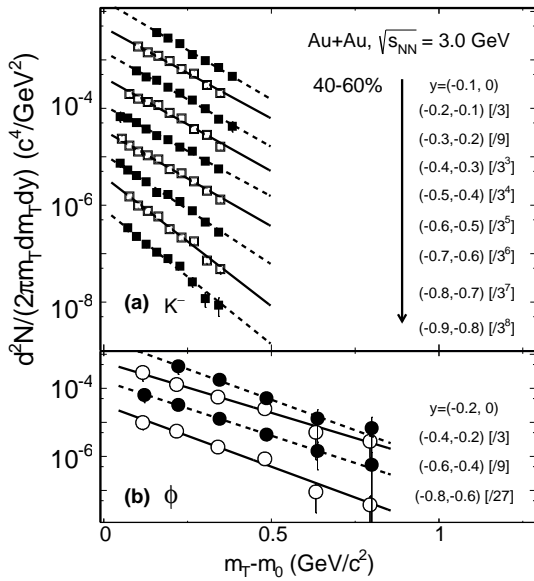 d²N/(2πm_T dm_T dy) (c⁴/GeV²)
10⁻⁴
10⁻⁶
10⁻⁸
Au+Au, √s_NN = 3.0 GeV
40-60%
y=(-0.1, 0)
(-0.2,-0.1) [/3]
(-0.3,-0.2) [/9]
(-0.4,-0.3) [/3³]
(-0.5,-0.4) [/3⁴]
(-0.6,-0.5) [/3⁵]
(-0.7,-0.6) [/3⁶]
(-0.8,-0.7) [/3⁷]
(-0.9,-0.8) [/3⁸]
(a) K⁻
10⁻⁴
10⁻⁶
y=(-0.2, 0)
(-0.4,-0.2) [/3]
(-0.6,-0.4) [/9]
(-0.8,-0.6) [/27]
(b) ϕ
0 0.5 1
m_T-m₀ (GeV/c²)